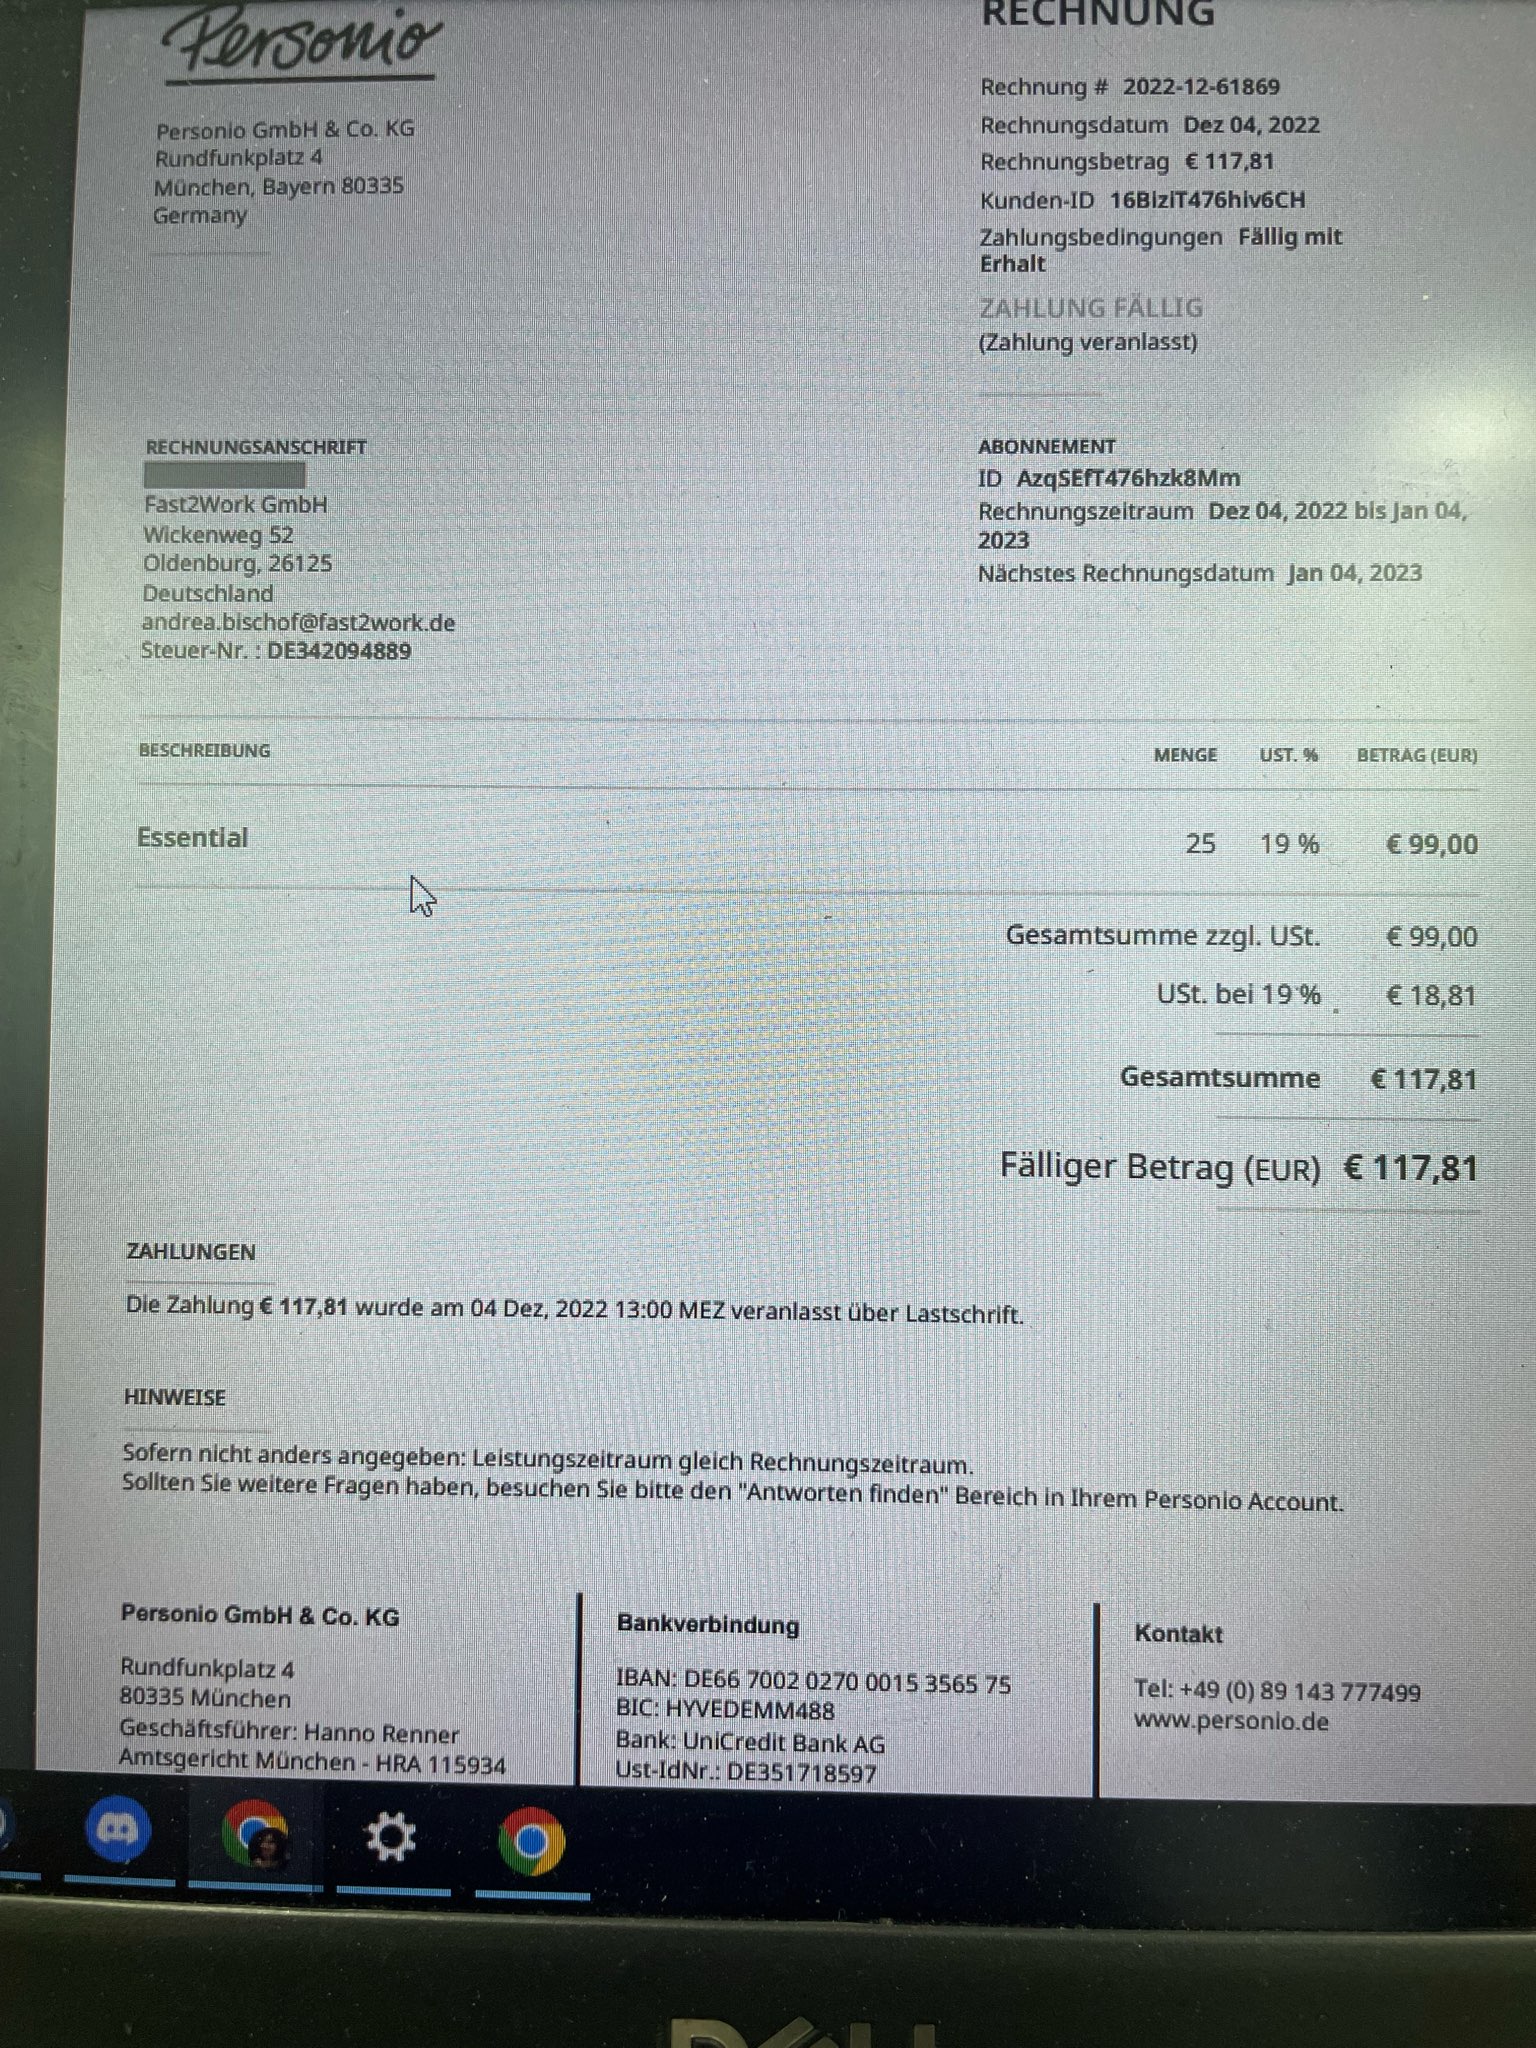 Personio
RECHNUNG
Personio GmbH & Co. KG
Rundfunkplatz 4
München, Bayern 80335
Germany
Rechnung # 2022-12-61869
Rechnungsdatum Dez 04, 2022
Rechnungsbetrag € 117,81
Kunden-ID 16BIziT476hiv6CH
Zahlungsbedingungen Fällig mit
Erhalt
ZAHLUNG FÄLLIG
(Zahlung veranlasst)
RECHNUNGSANSCHRIFT
Fast2Work GmbH
Wickenweg 52
Oldenburg, 26125
Deutschland
andrea.bischof@fast2work.de
Steuer-Nr. : DE342094889
ABONNEMENT
ID AzqSEfT476hzk8Mm
Rechnungszeitraum Dez 04, 2022 bis Jan 04,
2023
Nächstes Rechnungsdatum Jan 04, 2023
BESCHREIBUNG MENGE UST. % BETRAG (EUR)
Essential 25 19 % € 99,00
Gesamtsumme zzgl. USt. € 99,00
USt. bei 19 % € 18,81
Gesamtsumme € 117,81
Fälliger Betrag (EUR) € 117,81
ZAHLUNGEN
Die Zahlung € 117,81 wurde am 04 Dez, 2022 13:00 MEZ veranlasst über Lastschrift.
HINWEISE
Sofern nicht anders angegeben: Leistungszeitraum gleich Rechnungszeitraum.
Sollten Sie weitere Fragen haben, besuchen Sie bitte den "Antworten finden" Bereich in Ihrem Personio Account.
Personio GmbH & Co. KG
Rundfunkplatz 4
80335 München
Geschäftsführer: Hanno Renner
Amtsgericht München - HRA 115934
Bankverbindung
IBAN: DE66 7002 0270 0015 3565 75
BIC: HYVEDEMM488
Bank: UniCredit Bank AG
Ust-IdNr.: DE351718597
Kontakt
Tel: +49 (0) 89 143 777499
www.personio.de
DELL